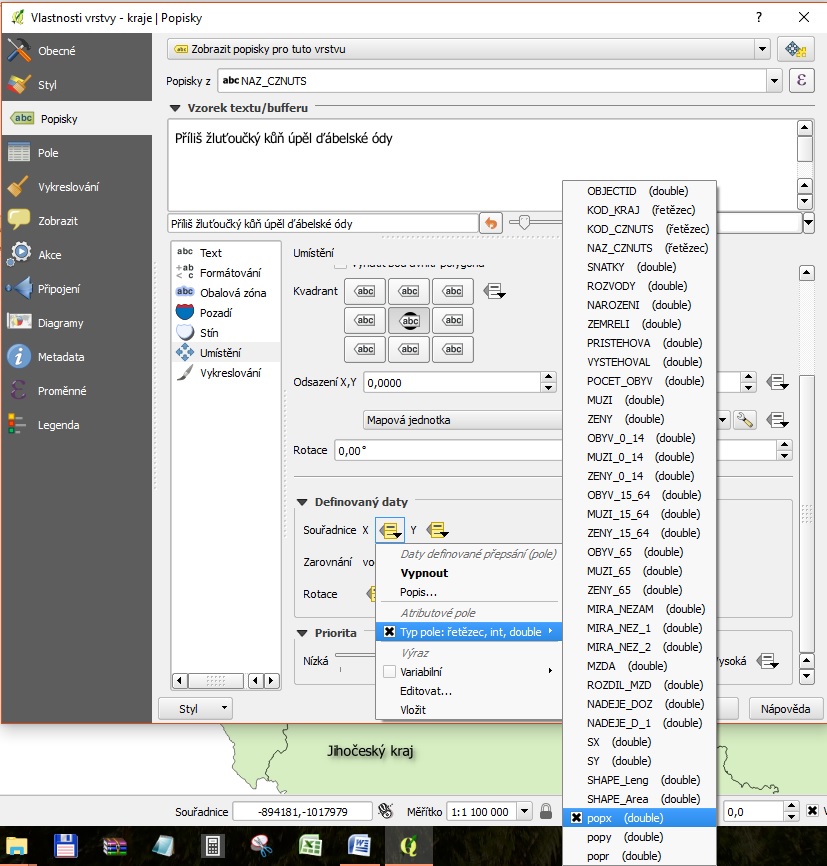 Vlastnosti vrstvy - kraje | Popisky
?
Obecné
Styl
abc Popisky
Pole
Vykreslování
Zobrazit
Akce
Připojení
Diagramy
Metadata
Proměnné
Legenda
abc Zobrazit popisky pro tuto vrstvu
Popisky z abc NAZ_CZNUTS ε
Vzorek textu/bufferu
Příliš žluťoučký kůň úpěl ďábelské ódy
Příliš žluťoučký kůň úpěl ďábelské ódy
abc Text
+ab < c Formátování
abc Obalová zóna
Pozadí
Stín
Umístění
Vykreslování
Umístění
Kvadrant abc abc abc
abc abc abc
abc abc abc
Odsazení X,Y 0,0000
Mapová jednotka
Rotace 0,00°
Definovaný daty
Souřadnice X Y
Zarovnání vo
Rotace
Priorita
Nízká
Vysoká
Daty definované přepsání (pole)
Vypnout
Popis...
Atributové pole
Typ pole: řetězec, int, double
Výraz
Variabilní
Editovat...
Vložit
OBJECTID (double)
KOD_KRAJ (řetězec)
KOD_CZNUTS (řetězec)
NAZ_CZNUTS (řetězec)
SNATKY (double)
ROZVODY (double)
NAROZENI (double)
ZEMRELI (double)
PRISTEHOVA (double)
VYSTEHOVAL (double)
POCET_OBYV (double)
MUZI (double)
ZENY (double)
OBYV_0_14 (double)
MUZI_0_14 (double)
ZENY_0_14 (double)
OBYV_15_64 (double)
MUZI_15_64 (double)
ZENY_15_64 (double)
OBYV_65 (double)
MUZI_65 (double)
ZENY_65 (double)
MIRA_NEZAM (double)
MIRA_NEZ_1 (double)
MIRA_NEZ_2 (double)
MZDA (double)
ROZDIL_MZD (double)
NADEJE_DOZ (double)
NADEJE_D_1 (double)
SX (double)
SY (double)
SHAPE_Leng (double)
SHAPE_Area (double)
popx (double)
popy (double)
popr (double)
Styl
Nápověda
Jihočeský kraj
Souřadnice -894181,-1017979 Měřítko 1:1 100 000 0,0